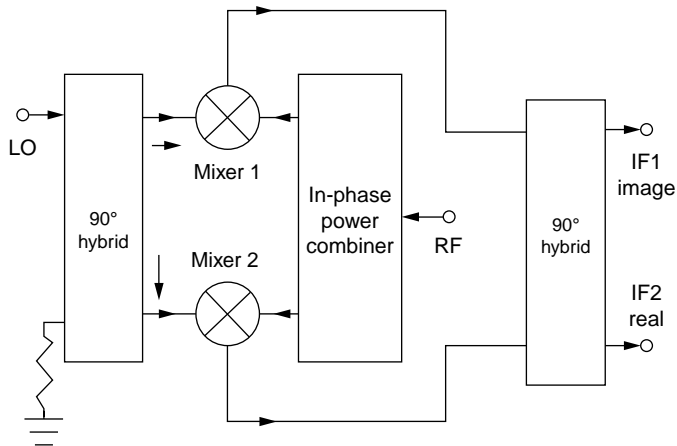 LO
90°
hybrid
Mixer 1
Mixer 2
In-phase
power
combiner
RF
90°
hybrid
IF1
image
IF2
real